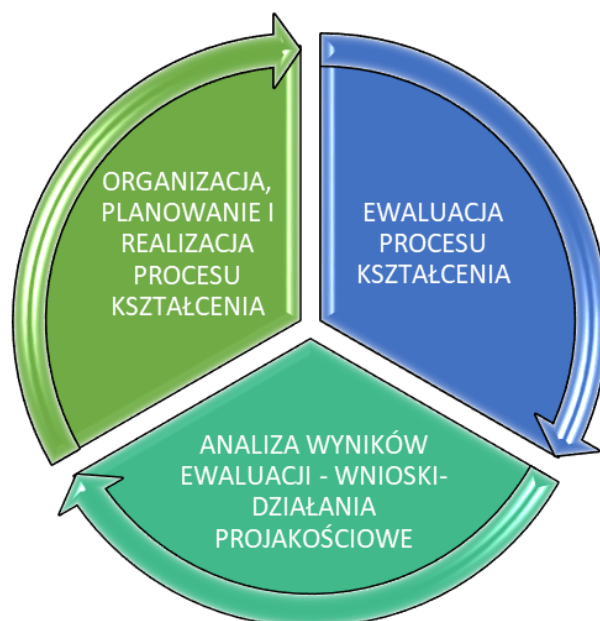 ORGANIZACJA,
PLANOWANIE I
REALIZACJA
PROCESU
KSZTAŁCENIA
EWALUACJA
PROCESU
KSZTAŁCENIA
ANALIZA WYNIKÓW
EWALUACJI - WNIOSKI-
DZIAŁANIA
PROJAKOŚCIOWE